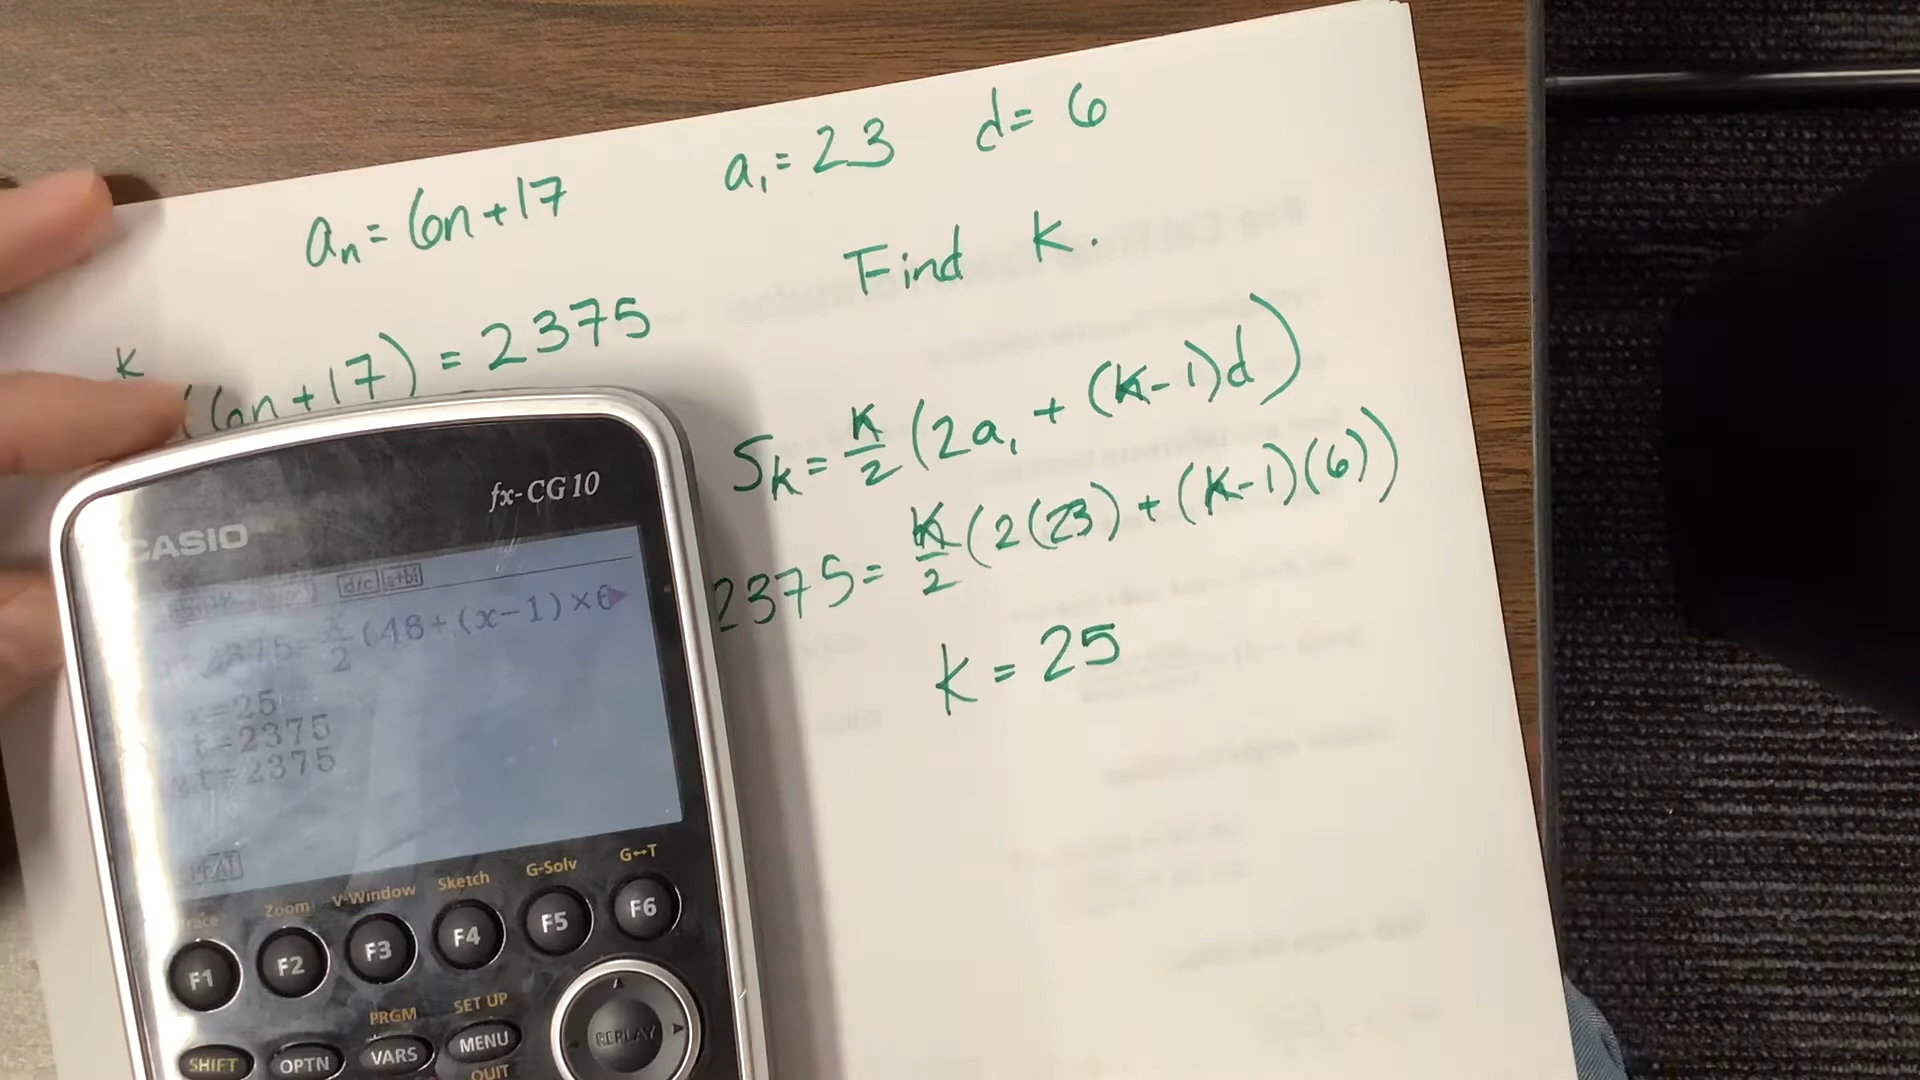 aₙ = 6n+17
a₁ = 23 d = 6
Find k.
k
(6n+17) = 2375
Sₖ = k/2 (2a₁ + (k-1)d)
2375 = k/2 (2(23) + (k-1)(6))
k = 25
CASIO
fx-CG10
d/c a+bi
2375=x/2(46+(x-1)×6
x=25
t=2375
t=2375
Zoom V-Window Sketch G-Solv G↔T
F1 F2 F3 F4 F5 F6
PRGM SET UP
SHIFT OPTN VARS MENU
REPLAY
QUIT